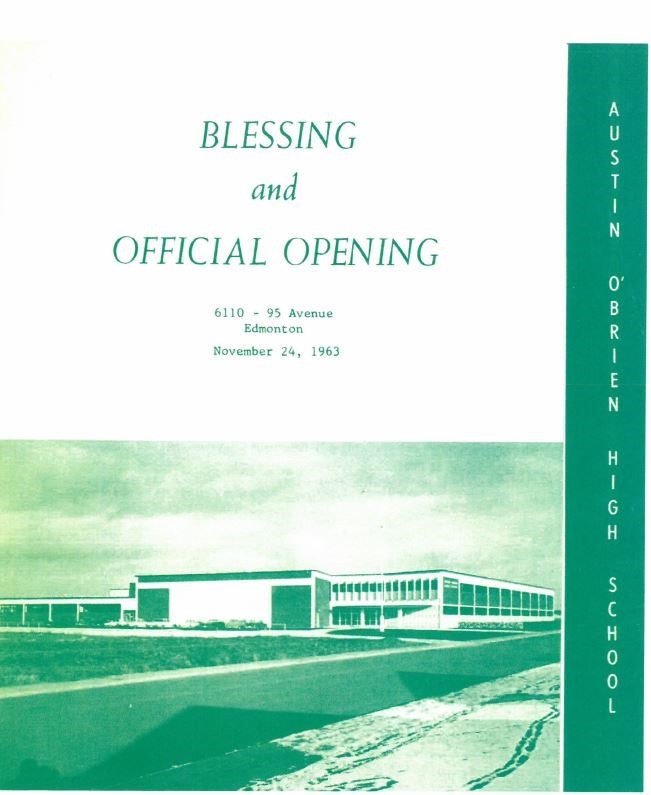 BLESSING
and
OFFICIAL OPENING
6110 - 95 Avenue
Edmonton
November 24, 1963
AUSTIN O'BRIEN HIGH SCHOOL